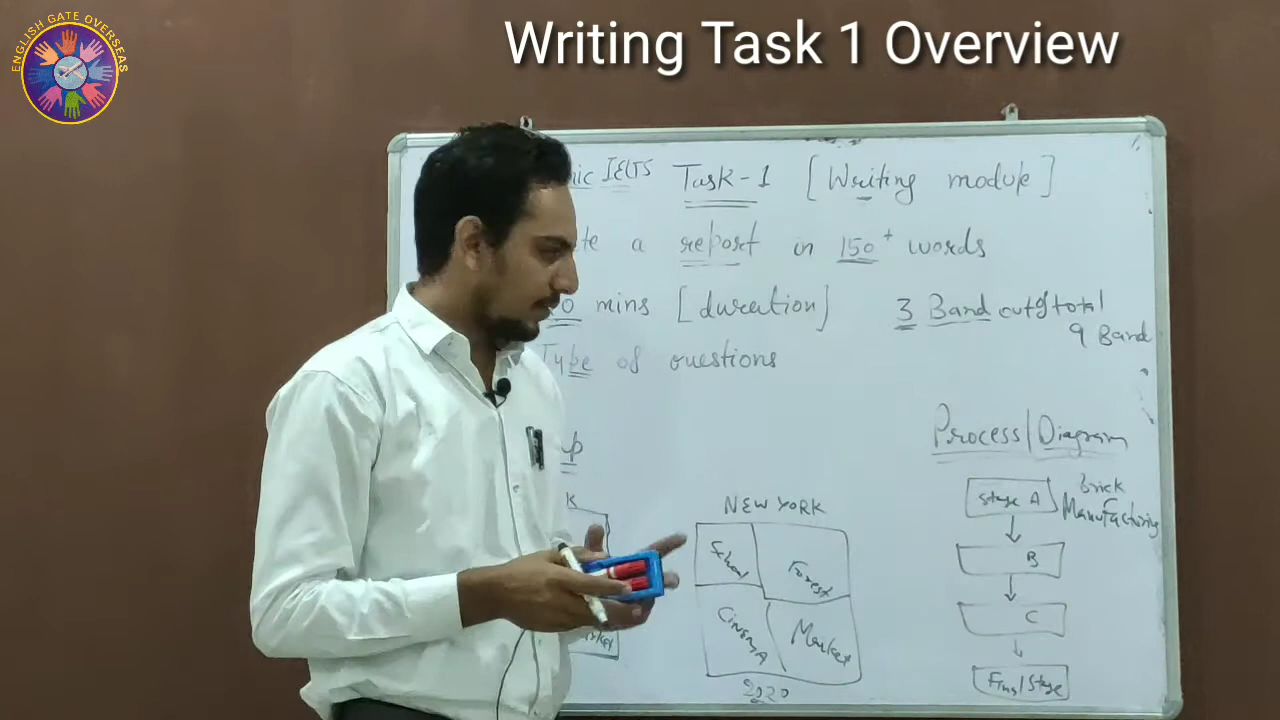 ENGLISH GATE OVERSEAS
Writing Task 1 Overview
IELTS Task-1 [Writing module]
a report in 150+ words
mins [duration]
3 Band out of total
9 Band
Type of questions
p
Process/Diagram
NEW YORK
School
Forest
CINEMA
Market
2020
Stage A
Brick
Manufacturing
B
C
Final Stage